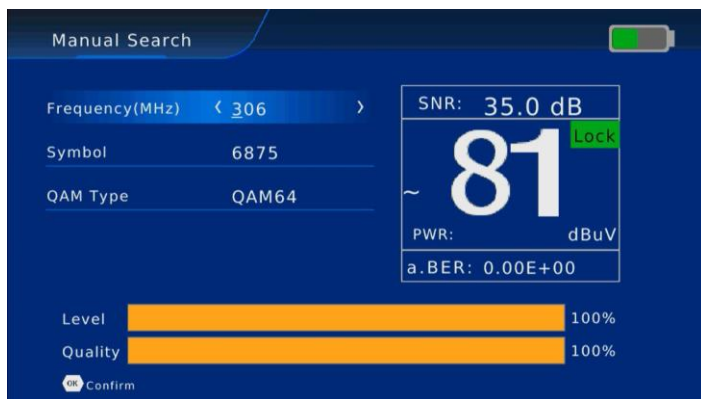 Manual Search
Frequency(MHz) < 306 >
Symbol 6875
QAM Type QAM64
SNR: 35.0 dB
Lock
~ 81
PWR: dBuV
a.BER: 0.00E+00
Level 100%
Quality 100%
OK Confirm